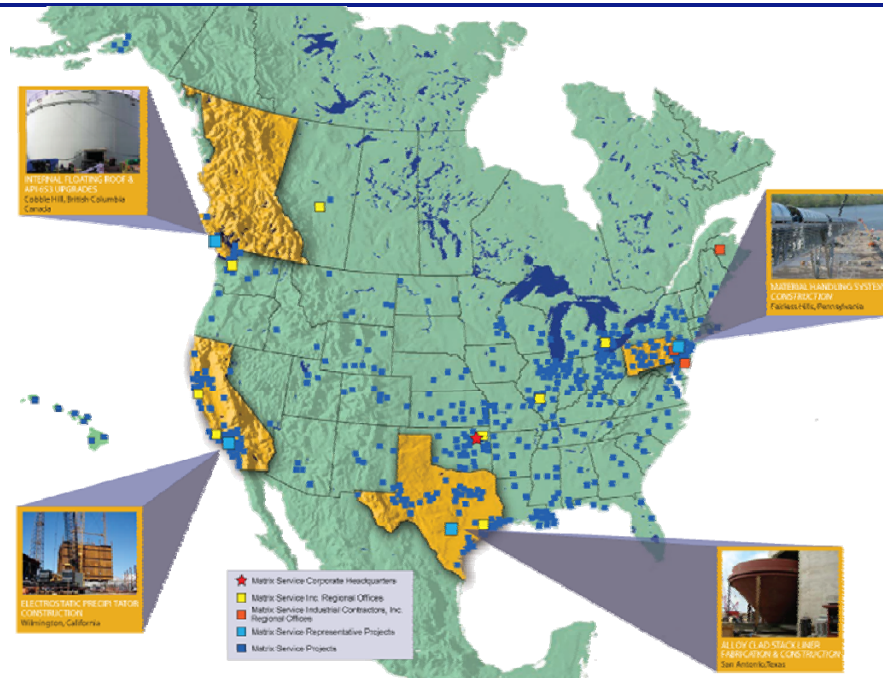 INTERNAL FLOATING ROOF &
API-653 UPGRADES
Cobble Hill, British Columbia
Canada
MATERIAL HANDLING SYSTEM
CONSTRUCTION
Fairless Hills, Pennsylvania
ELECTROSTATIC PRECIPITATOR
CONSTRUCTION
Wilmington, California
Matrix Service Corporate Headquarters
Matrix Service Inc. Regional Offices
Matrix Service Industrial Contractors, Inc.
Regional Offices
Matrix Service Representative Projects
Matrix Service Projects
ALLOY CLAD STACK LINER
FABRICATION & CONSTRUCTION
San Antonio, Texas